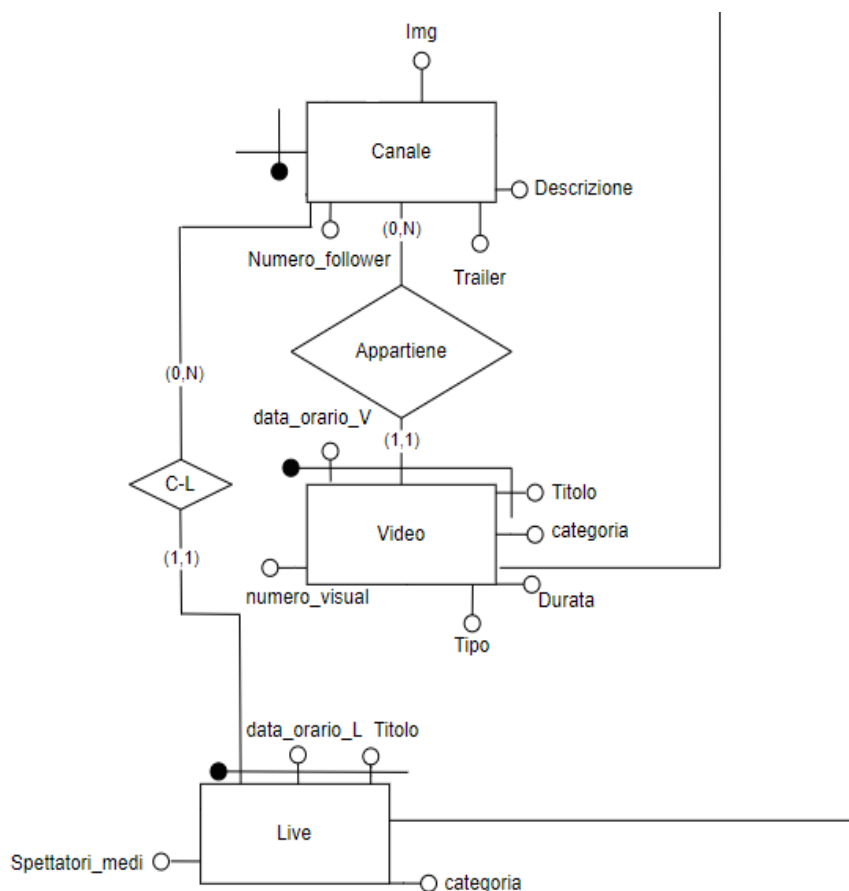 Img
Canale
Descrizione
(0,N)
Numero_follower
Trailer
Appartiene
(0,N)
data_orario_V
(1,1)
C-L
Titolo
Video
categoria
(1,1)
numero_visual
Durata
Tipo
data_orario_L Titolo
Live
Spettatori_medi
categoria